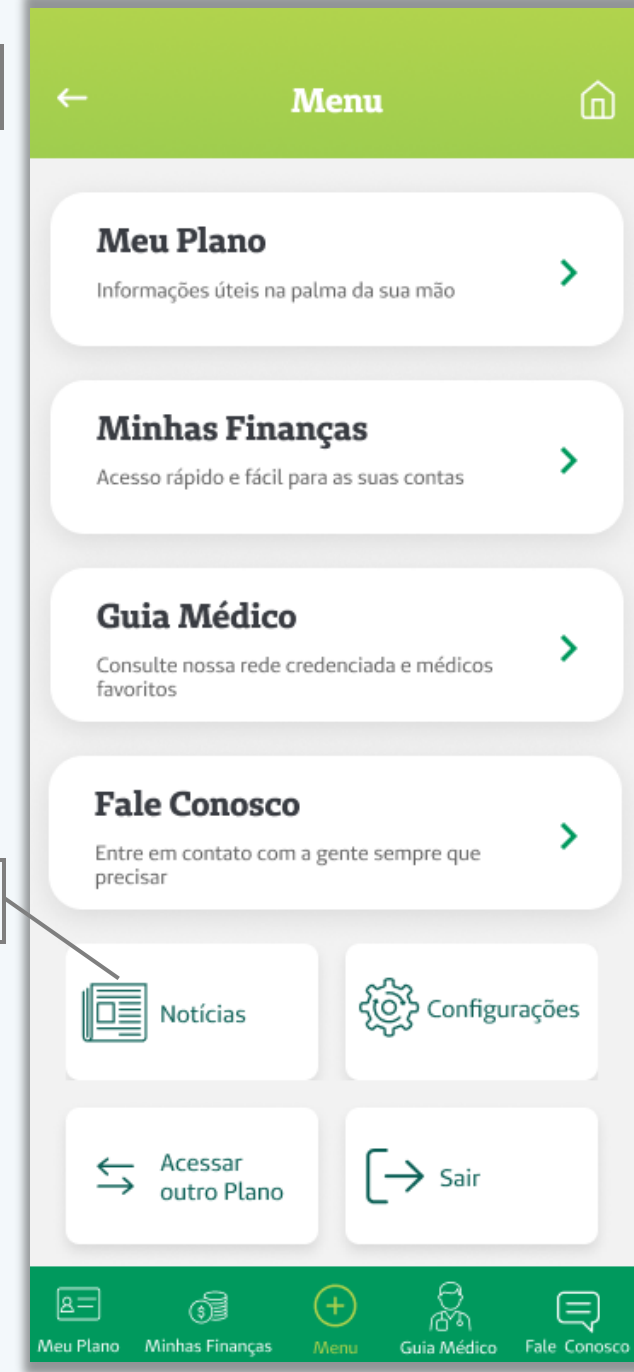 Menu
Meu Plano
Informações úteis na palma da sua mão
Minhas Finanças
Acesso rápido e fácil para as suas contas
Guia Médico
Consulte nossa rede credenciada e médicos
favoritos
Fale Conosco
Entre em contato com a gente sempre que
precisar
Notícias
Configurações
Acessar
outro Plano
Sair
Meu Plano
Minhas Finanças
Menu
Guia Médico
Fale Conosco